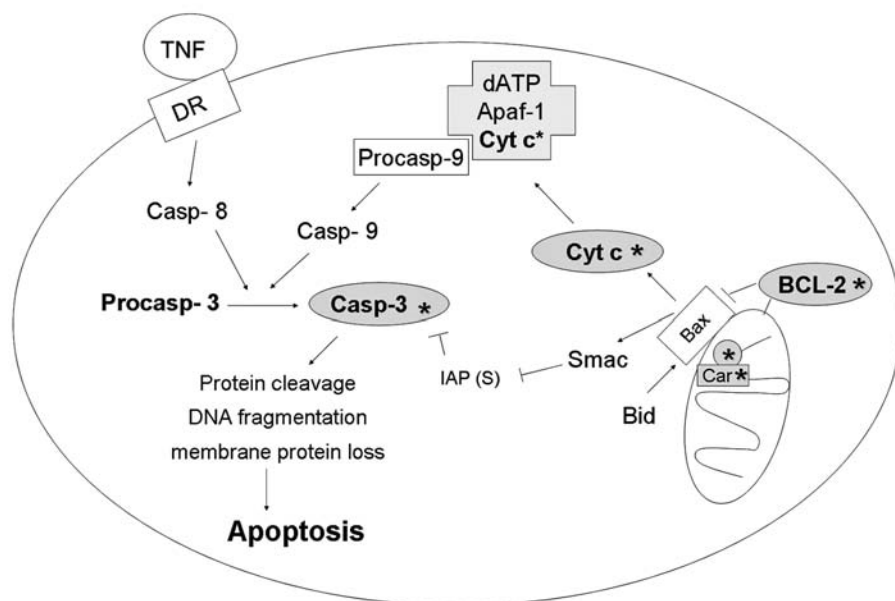 TNF
DR
dATP
Apaf-1
Cyt c*
Procasp-9
Casp- 8
Casp- 9
Cyt c *
BCL-2 *
Procasp- 3
Casp-3 *
Bax
*
Car *
Smac
IAP (S)
Bid
Protein cleavage
DNA fragmentation
membrane protein loss
Apoptosis